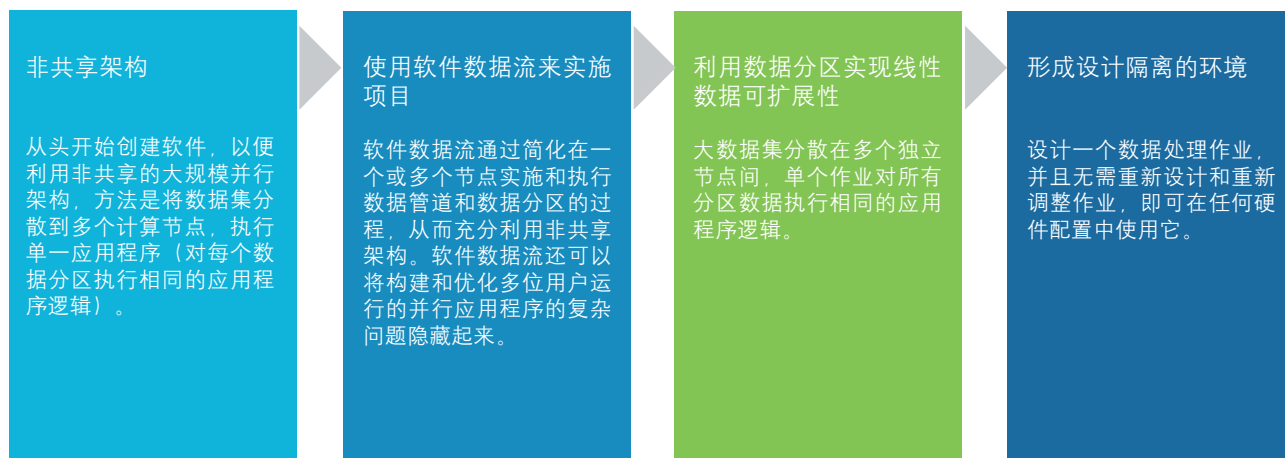 非共享架构
从头开始创建软件，以便
利用非共享的大规模并行
架构，方法是将数据集分
散到多个计算节点，执行
单一应用程序（对每个数
据分区执行相同的应用程
序逻辑）。
使用软件数据流来实施
项目
软件数据流通过简化在一
个或多个节点实施和执行
数据管道和数据分区的过
程，从而充分利用非共享
架构。软件数据流还可以
将构建和优化多位用户运
行的并行应用程序的复杂
问题隐藏起来。
利用数据分区实现线性
数据可扩展性
大数据集分散在多个独立
节点间，单个作业对所有
分区数据执行相同的应用
程序逻辑。
形成设计隔离的环境
设计一个数据处理作业，
并且无需重新设计和重新
调整作业，即可在任何硬
件配置中使用它。